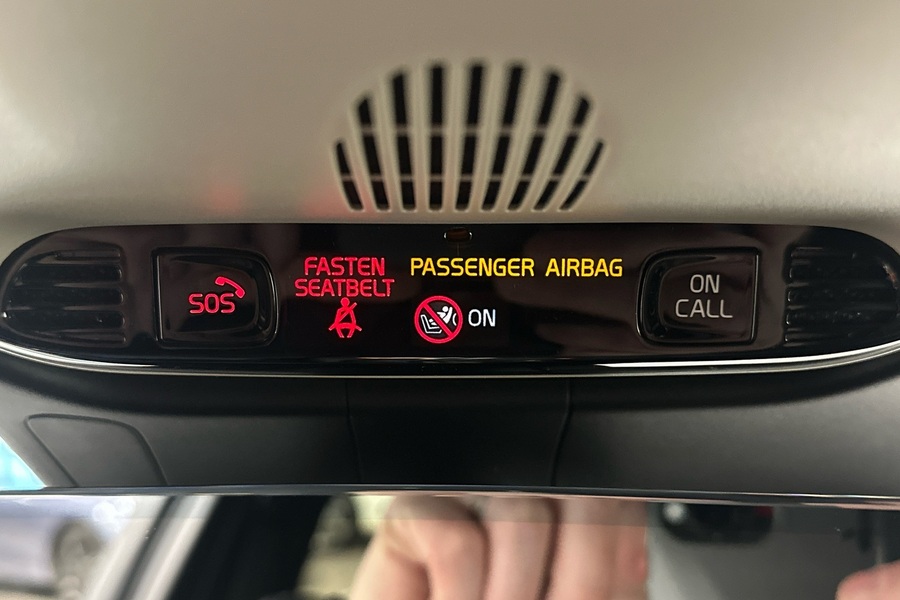 SOS
FASTEN
SEATBELT
PASSENGER AIRBAG
ON
ON
CALL